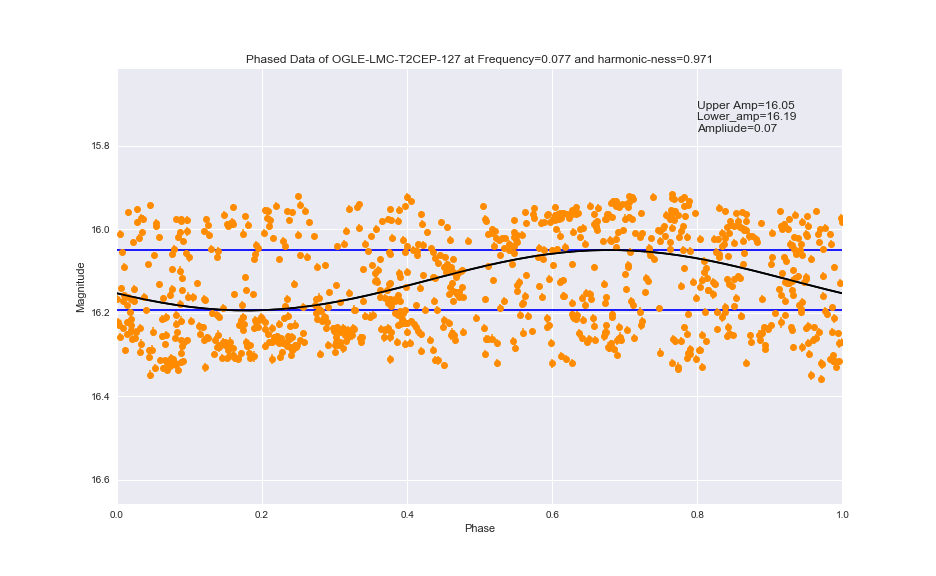 Phased Data of OGLE-LMC-T2CEP-127 at Frequency=0.077 and harmonic-ness=0.971
Upper Amp=16.05
Lower_amp=16.19
Ampliude=0.07
15.8
16.0
16.2
16.4
16.6
Magnitude
0.0 0.2 0.4 0.6 0.8 1.0
Phase